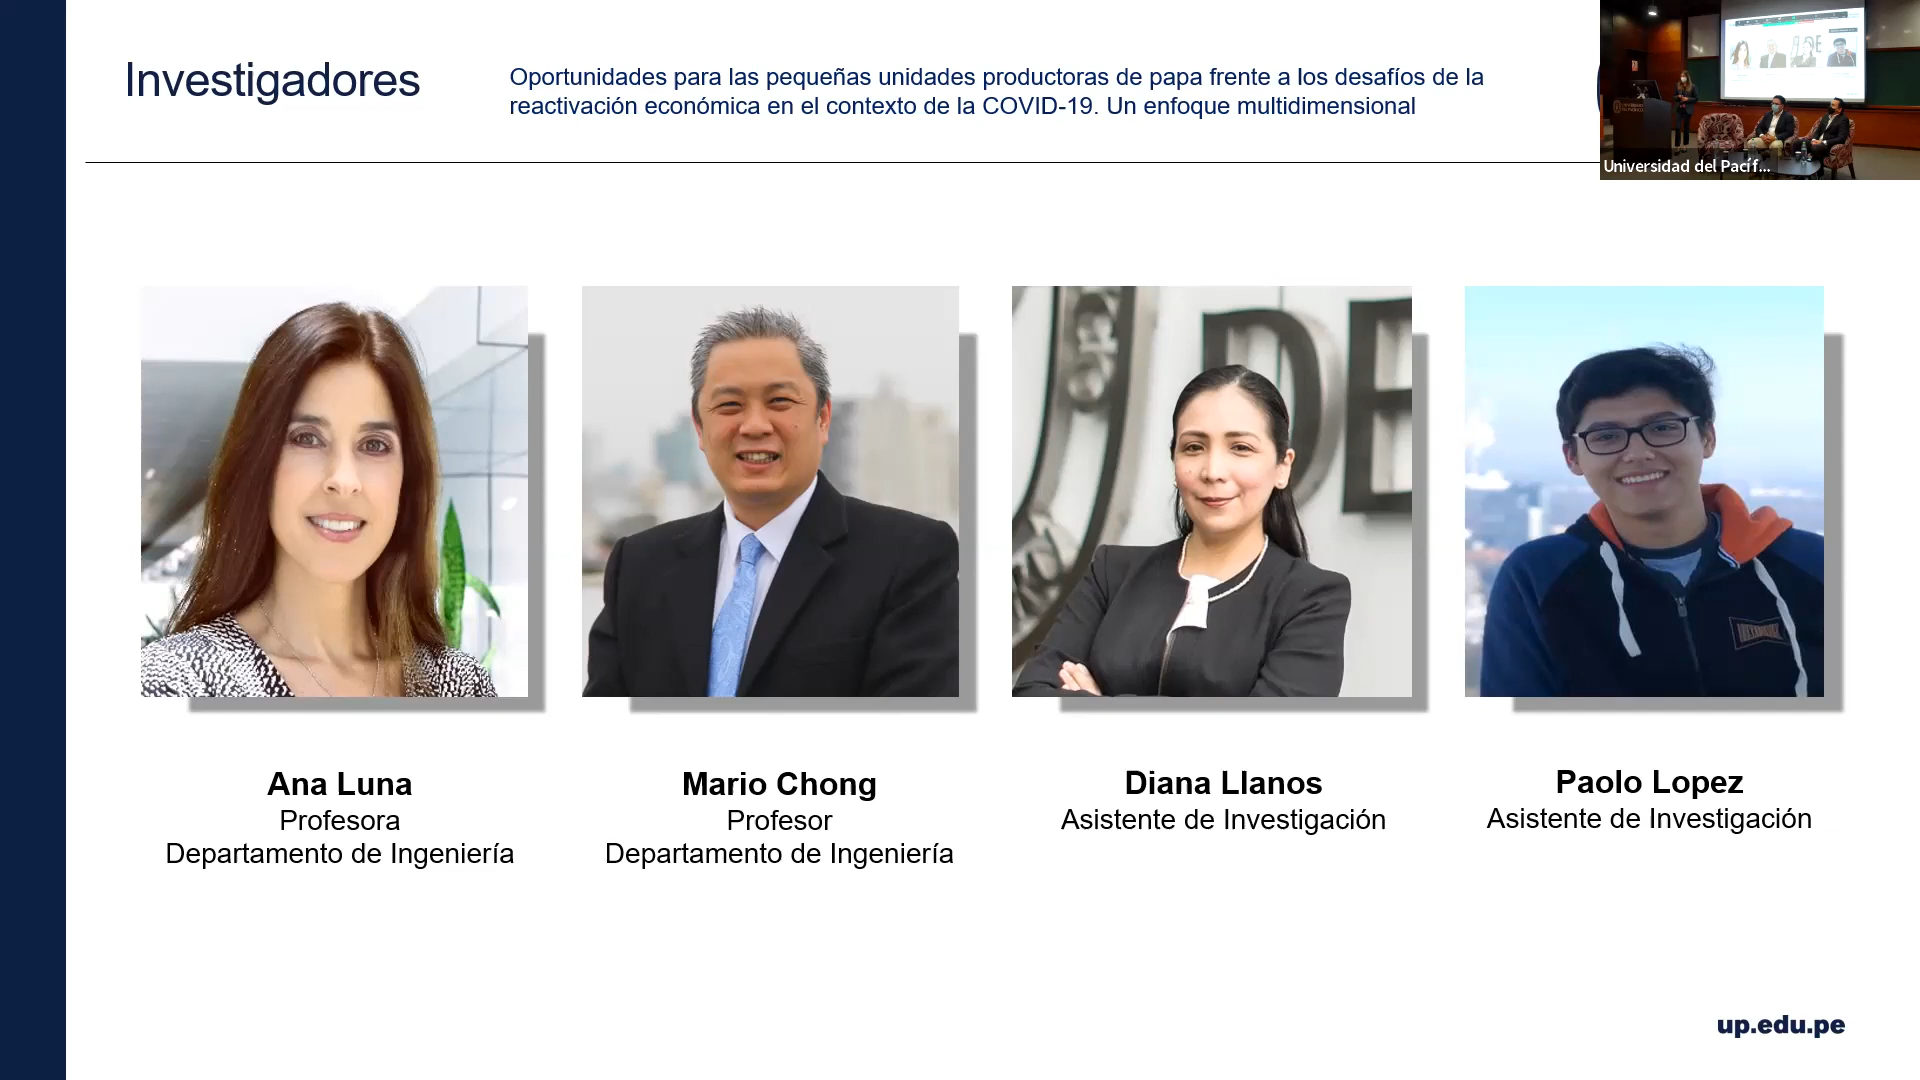 Investigadores
Oportunidades para las pequeñas unidades productoras de papa frente a los desafíos de la
reactivación económica en el contexto de la COVID-19. Un enfoque multidimensional
Universidad del Pacíf...
DE
Ana Luna
Profesora
Departamento de Ingeniería
Mario Chong
Profesor
Departamento de Ingeniería
Diana Llanos
Asistente de Investigación
Paolo Lopez
Asistente de Investigación
up.edu.pe